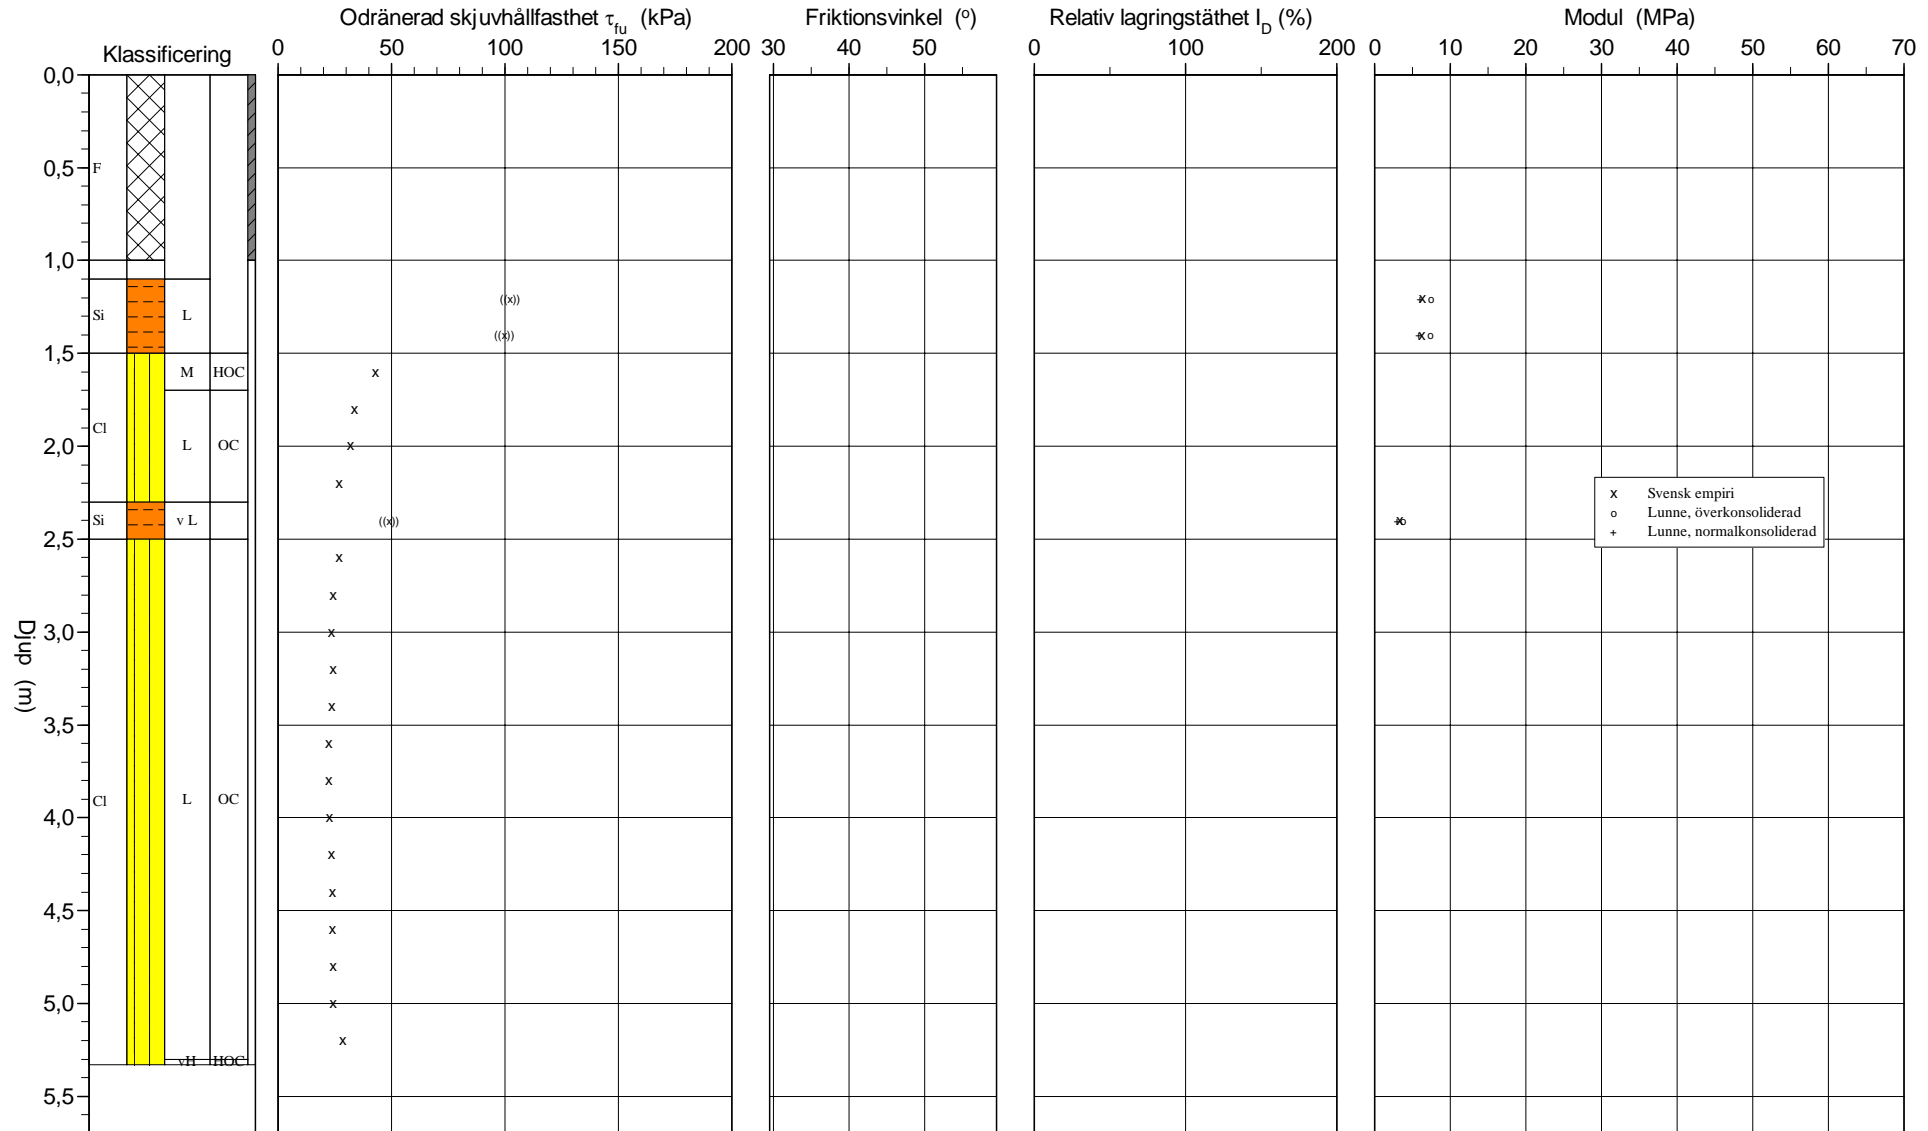 Klassificering
Odränerad skjuvhållfasthet τfu (kPa)
Friktionsvinkel (o)
Relativ lagringstäthet ID (%)
Modul (MPa)
0 50 100 150 200
30 40 50
0 100 200
0 10 20 30 40 50 60 70
Djup (m)
0,0
0,5
1,0
1,5
2,0
2,5
3,0
3,5
4,0
4,5
5,0
5,5
F
Si L
M HOC
Cl
L OC
Si v L
Cl L OC
vH HOC
((x))
((x))
((x))
x Svensk empiri
o Lunne, överkonsoliderad
+ Lunne, normalkonsoliderad